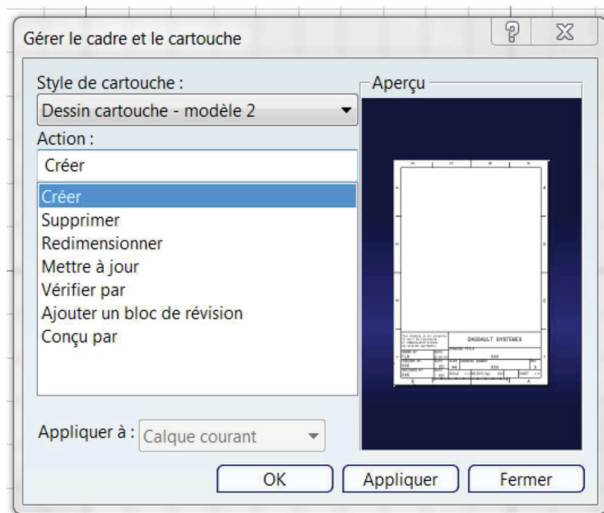 Gérer le cadre et le cartouche
Style de cartouche :
Dessin cartouche - modèle 2
Action :
Créer
Créer
Supprimer
Redimensionner
Mettre à jour
Vérifier par
Ajouter un bloc de révision
Conçu par
Appliquer à : Calque courant
Aperçu
DASSAULT SYSTEMES
OK Appliquer Fermer